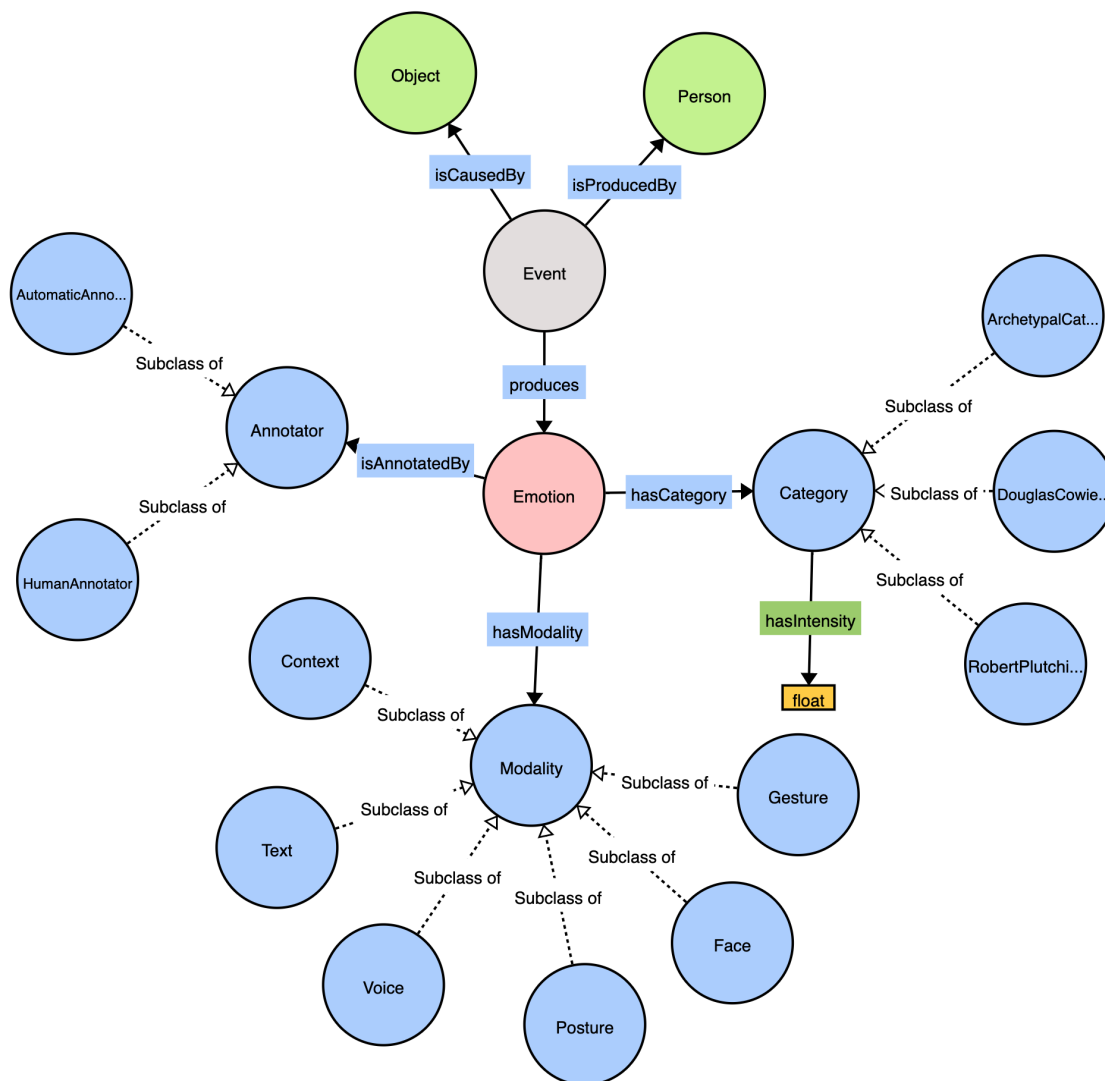 Object
Person
isCausedBy
isProducedBy
Event
AutomaticAnno...
ArchetypalCat...
Subclass of
produces
Subclass of
Annotator
isAnnotatedBy
Emotion
hasCategory
Category
Subclass of
DouglasCowie...
Subclass of
HumanAnnotator
Subclass of
hasModality
hasIntensity
Context
RobertPlutchi...
float
Subclass of
Modality
Subclass of
Gesture
Subclass of
Text
Subclass of
Subclass of
Subclass of
Face
Voice
Posture